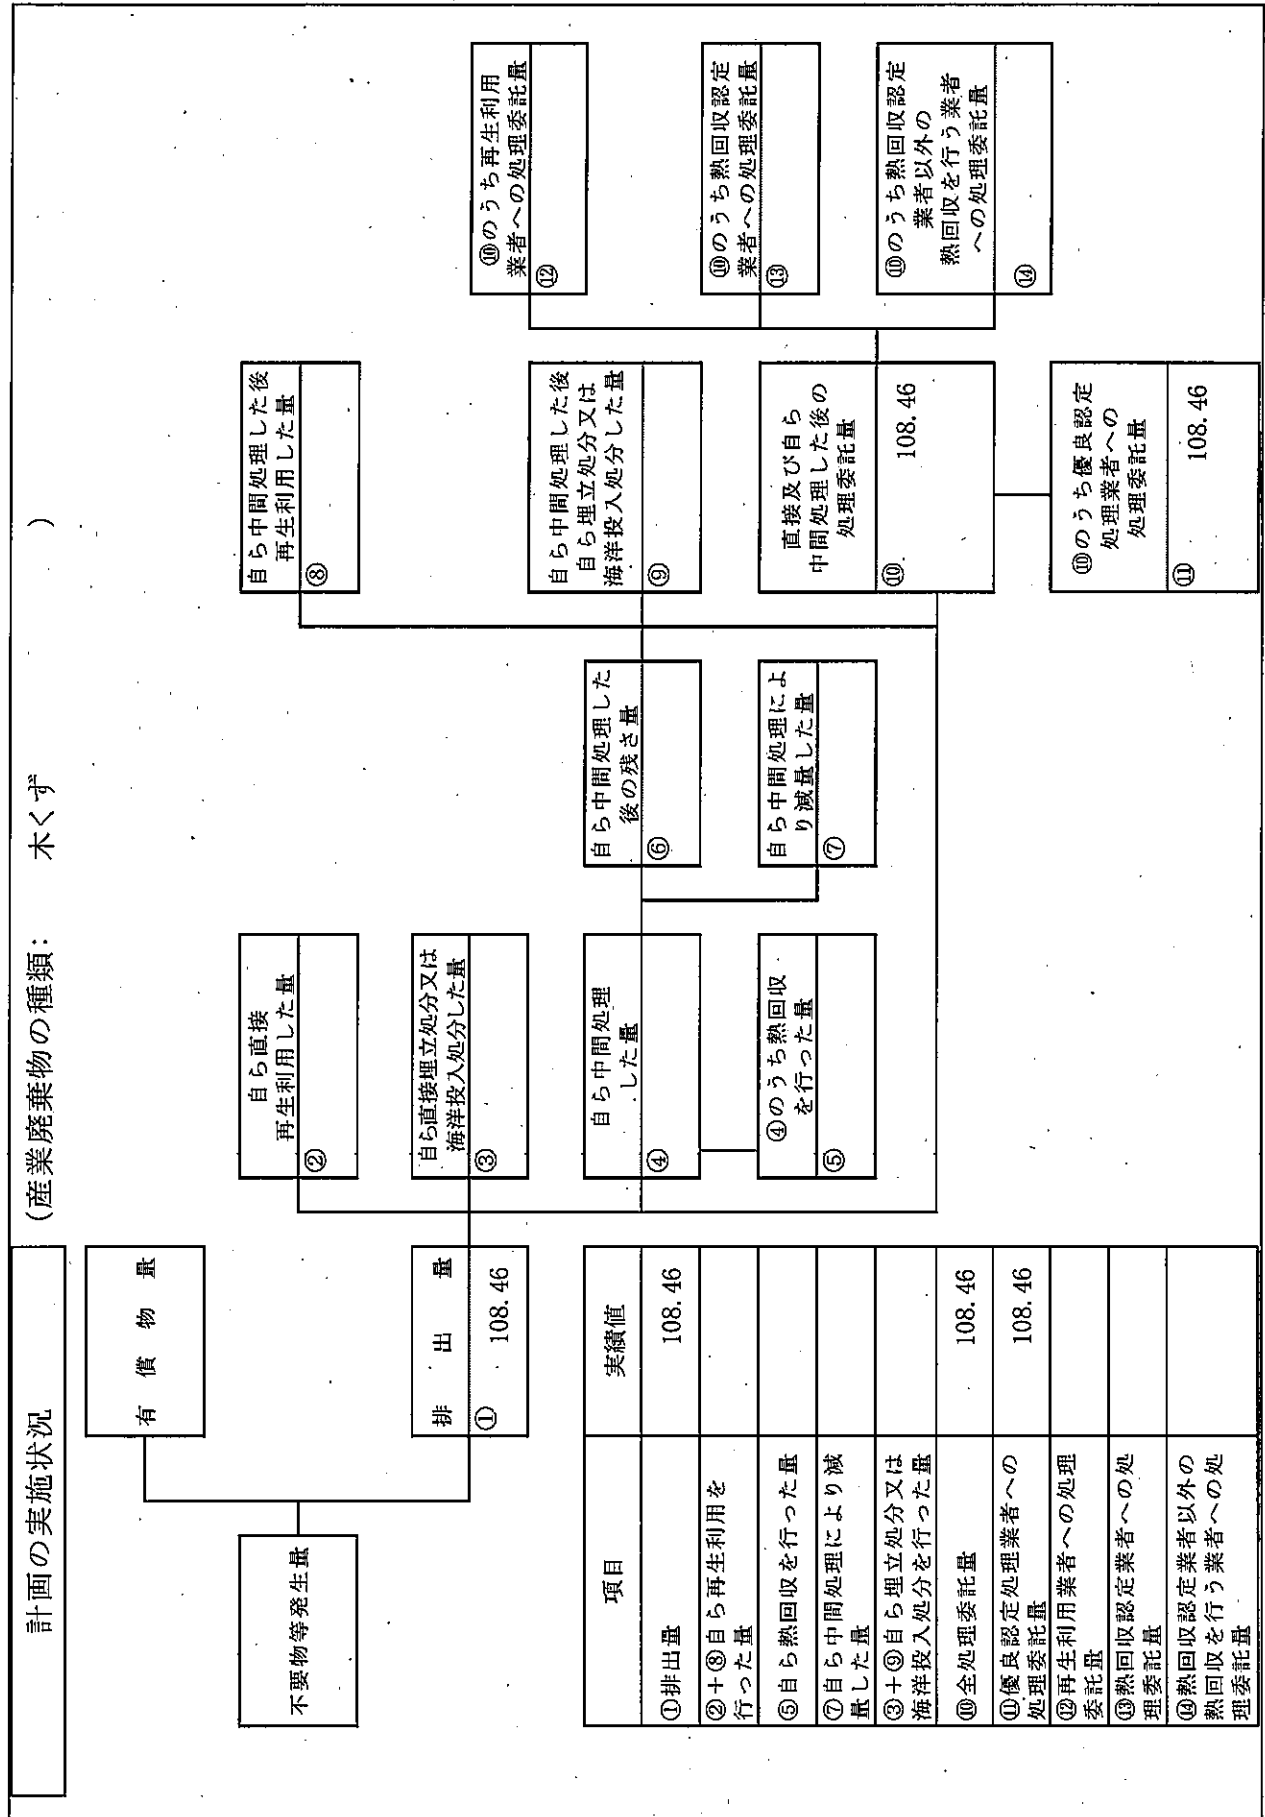 計画の実施状況
(産業廃棄物の種類: 木くず )
不要物等発生量
有償物量
排出量
① 108.46
自ら直接
再生利用した量
②
自ら直接埋立処分又は
海洋投入処分した量
③
自ら中間処理
した量
④
④のうち熱回収
を行った量
⑤
自ら中間処理した
後の残さ量
⑥
自ら中間処理によ
り減量した量
⑦
自ら中間処理した後
再生利用した量
⑧
自ら中間処理した後
自ら埋立処分又は
海洋投入処分した量
⑨
直接及び自ら
中間処理した後の
処理委託量
⑩ 108.46
⑩のうち優良認定
処理業者への
処理委託量
⑪ 108.46
⑩のうち再生利用
業者への処理委託量
⑫
⑩のうち熱回収認定
業者への処理委託量
⑬
⑩のうち熱回収認定
業者以外の
熱回収を行う業者
への処理委託量
⑭
項目 実績値
①排出量 108.46
②+⑧自ら再生利用を
行った量
⑤自ら熱回収を行った量
⑦自ら中間処理により減
量した量
③+⑨自ら埋立処分又は
海洋投入処分を行った量
⑩全処理委託量 108.46
⑪優良認定処理業者への
処理委託量 108.46
⑫再生利用業者への処理
委託量
⑬熱回収認定業者への処
理委託量
⑭熱回収認定業者以外の
熱回収を行う業者への処
理委託量